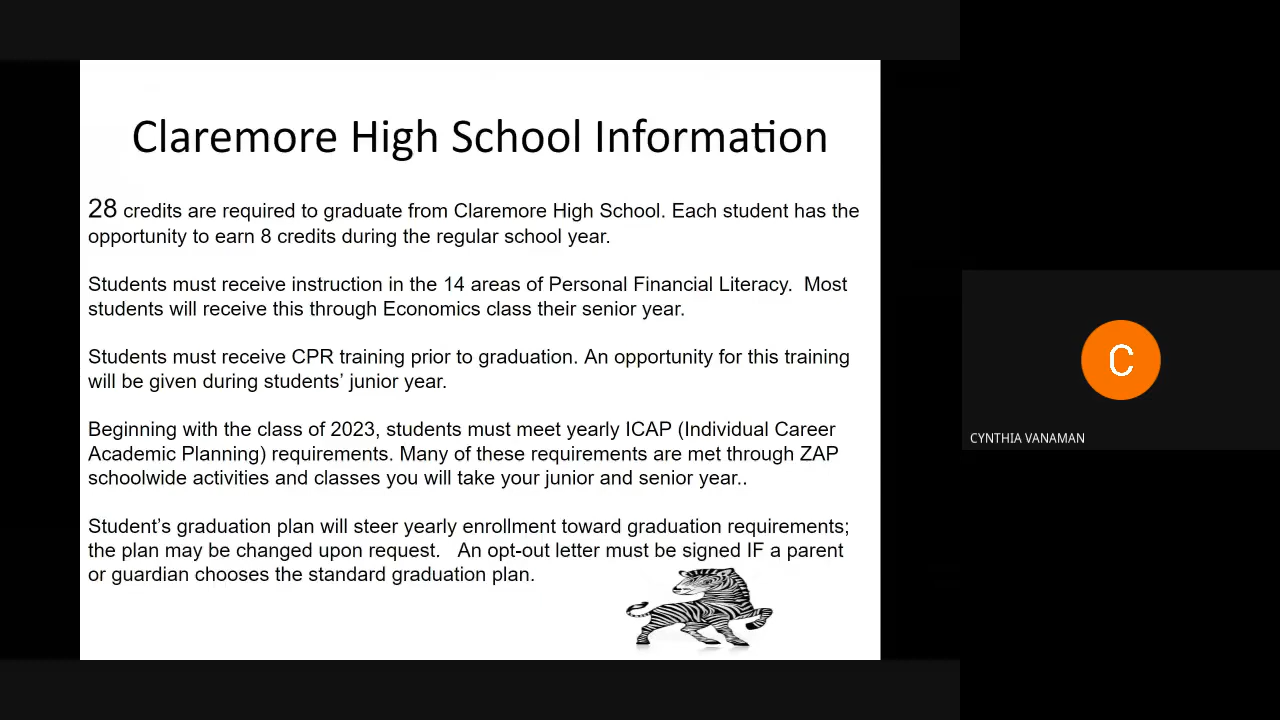 Claremore High School Information
28 credits are required to graduate from Claremore High School. Each student has the
opportunity to earn 8 credits during the regular school year.
Students must receive instruction in the 14 areas of Personal Financial Literacy.  Most
students will receive this through Economics class their senior year.
Students must receive CPR training prior to graduation. An opportunity for this training
will be given during students’ junior year.
Beginning with the class of 2023, students must meet yearly ICAP (Individual Career
Academic Planning) requirements. Many of these requirements are met through ZAP
schoolwide activities and classes you will take your junior and senior year..
Student’s graduation plan will steer yearly enrollment toward graduation requirements;
the plan may be changed upon request.   An opt-out letter must be signed IF a parent
or guardian chooses the standard graduation plan.
C
CYNTHIA VANAMAN